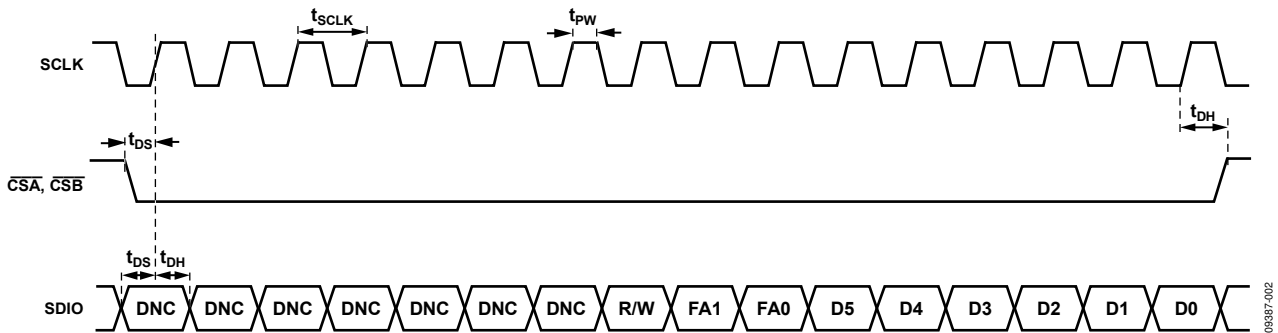 tSCLK
tPW
SCLK
tDH
tDS
CSA, CSB
tDS tDH
SDIO DNC DNC DNC DNC DNC DNC DNC R/W FA1 FA0 D5 D4 D3 D2 D1 D0
093887-002